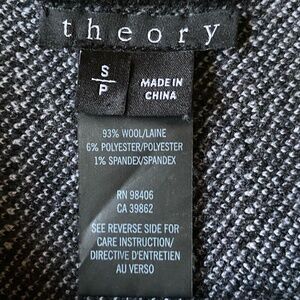 theory
S
P
MADE IN
CHINA
93% WOOL/LAINE
6% POLYESTER/POLYESTER
1% SPANDEX/SPANDEX
RN 98406
CA 39862
SEE REVERSE SIDE FOR
CARE INSTRUCTION/
DIRECTIVE D'ENTRETIEN
AU VERSO